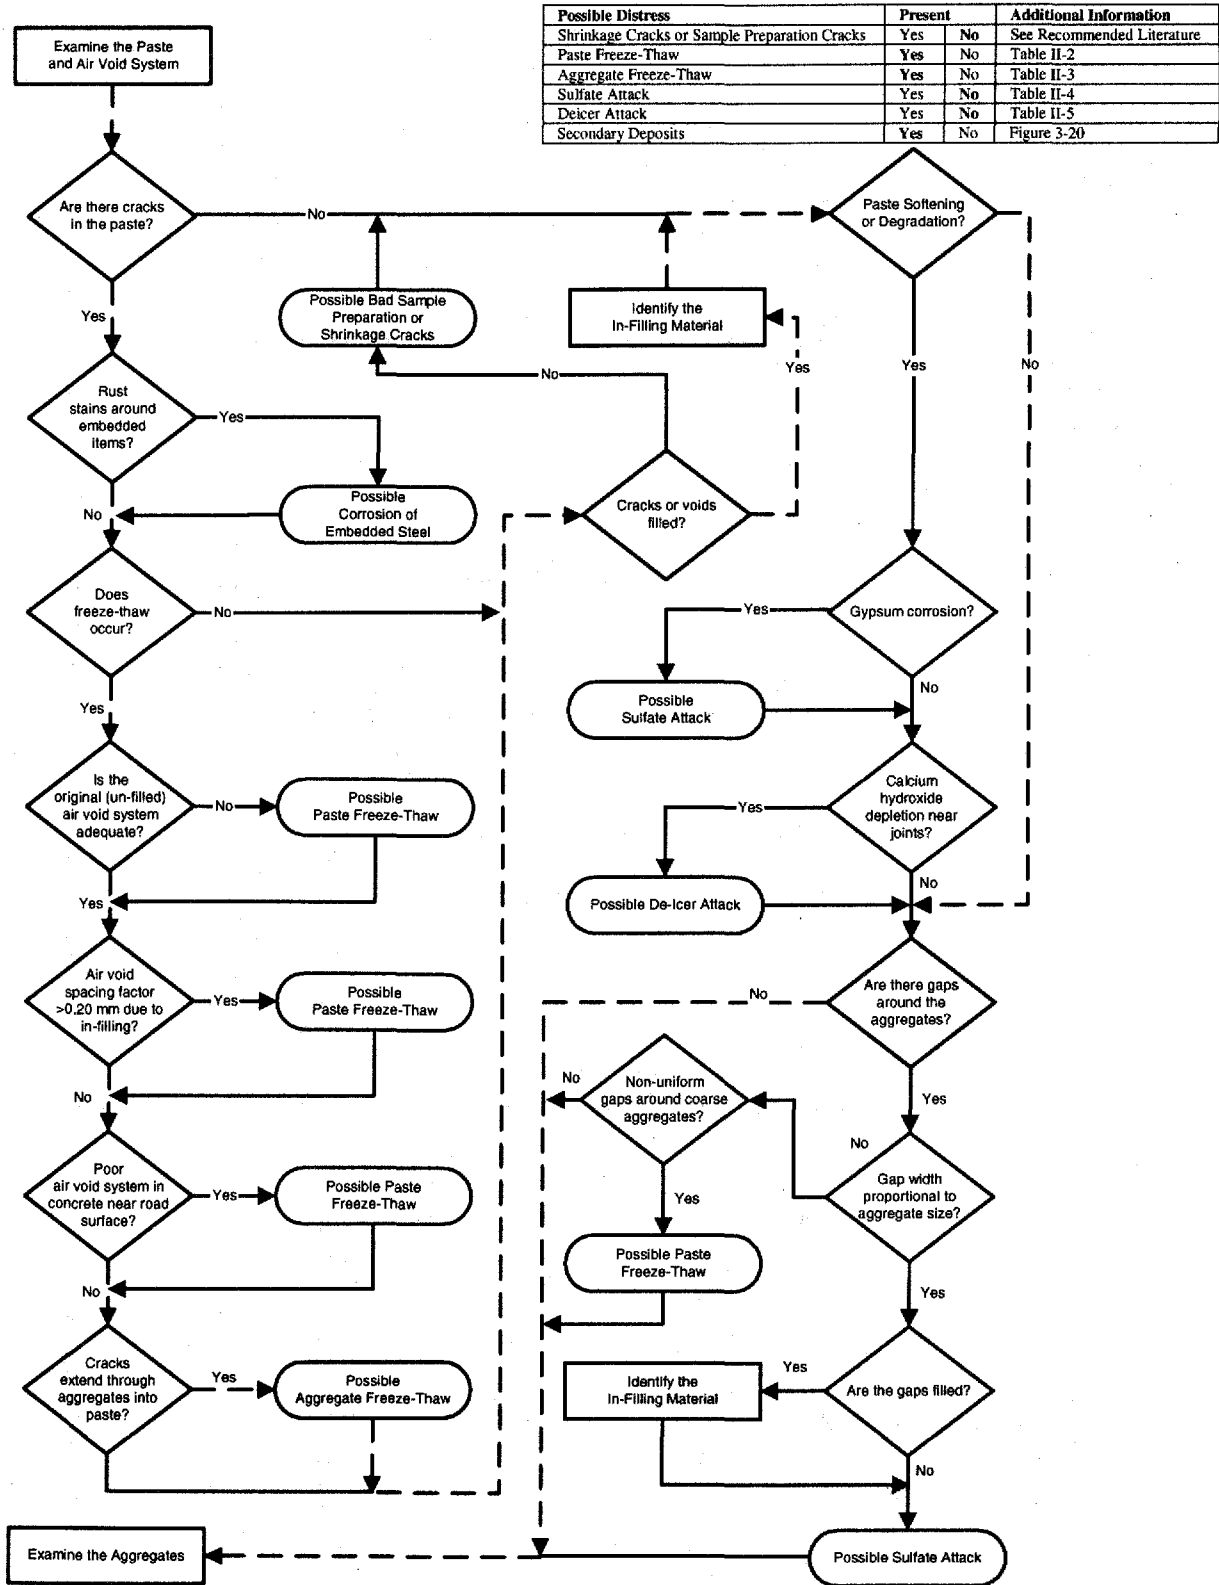 Possible Distress Present Additional Information
Shrinkage Cracks or Sample Preparation Cracks Yes No See Recommended Literature
Paste Freeze-Thaw Yes No Table II-2
Aggregate Freeze-Thaw Yes No Table II-3
Sulfate Attack Yes No Table II-4
Deicer Attack Yes No Table II-5
Secondary Deposits Yes No Figure 3-20
Examine the Paste
and Air Void System
Are there cracks
in the paste?
No
Yes
Possible Bad Sample
Preparation or
Shrinkage Cracks
Identify the
In-Filling Material
Paste Softening
or Degradation?
No
Yes
Rust
stains around
embedded
items?
Yes
No
Possible
Corrosion of
Embedded Steel
No
Cracks or voids
filled?
Yes
Does
freeze-thaw
occur?
No
Yes
Gypsum corrosion?
Yes
No
Possible
Sulfate Attack
Is the
original (un-filled)
air void system
adequate?
No
Yes
Possible
Paste Freeze-Thaw
Calcium
hydroxide
depletion near
joints?
Yes
No
Possible De-Icer Attack
Air void
spacing factor
>0.20 mm due to
in-filling?
Yes
No
Possible
Paste Freeze-Thaw
Are there gaps
around the
aggregates?
No
Yes
Non-uniform
gaps around coarse
aggregates?
No
Yes
Gap width
proportional to
aggregate size?
No
Yes
Poor
air void system in
concrete near road
surface?
Yes
No
Possible Paste
Freeze-Thaw
Possible Paste
Freeze-Thaw
Cracks
extend through
aggregates into
paste?
Yes
Possible
Aggregate Freeze-Thaw
Identify the
In-Filling Material
Yes
Are the gaps filled?
No
Examine the Aggregates
Possible Sulfate Attack